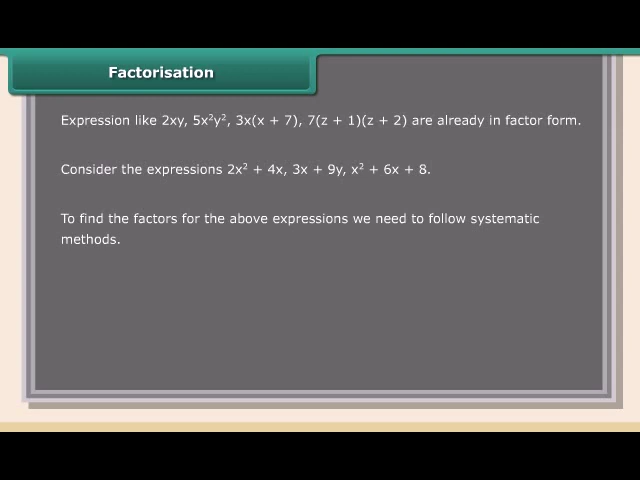 Factorisation
Expression like 2xy, 5x²y², 3x(x + 7), 7(z + 1)(z + 2) are already in factor form.
Consider the expressions 2x² + 4x, 3x + 9y, x² + 6x + 8.
To find the factors for the above expressions we need to follow systematic
methods.